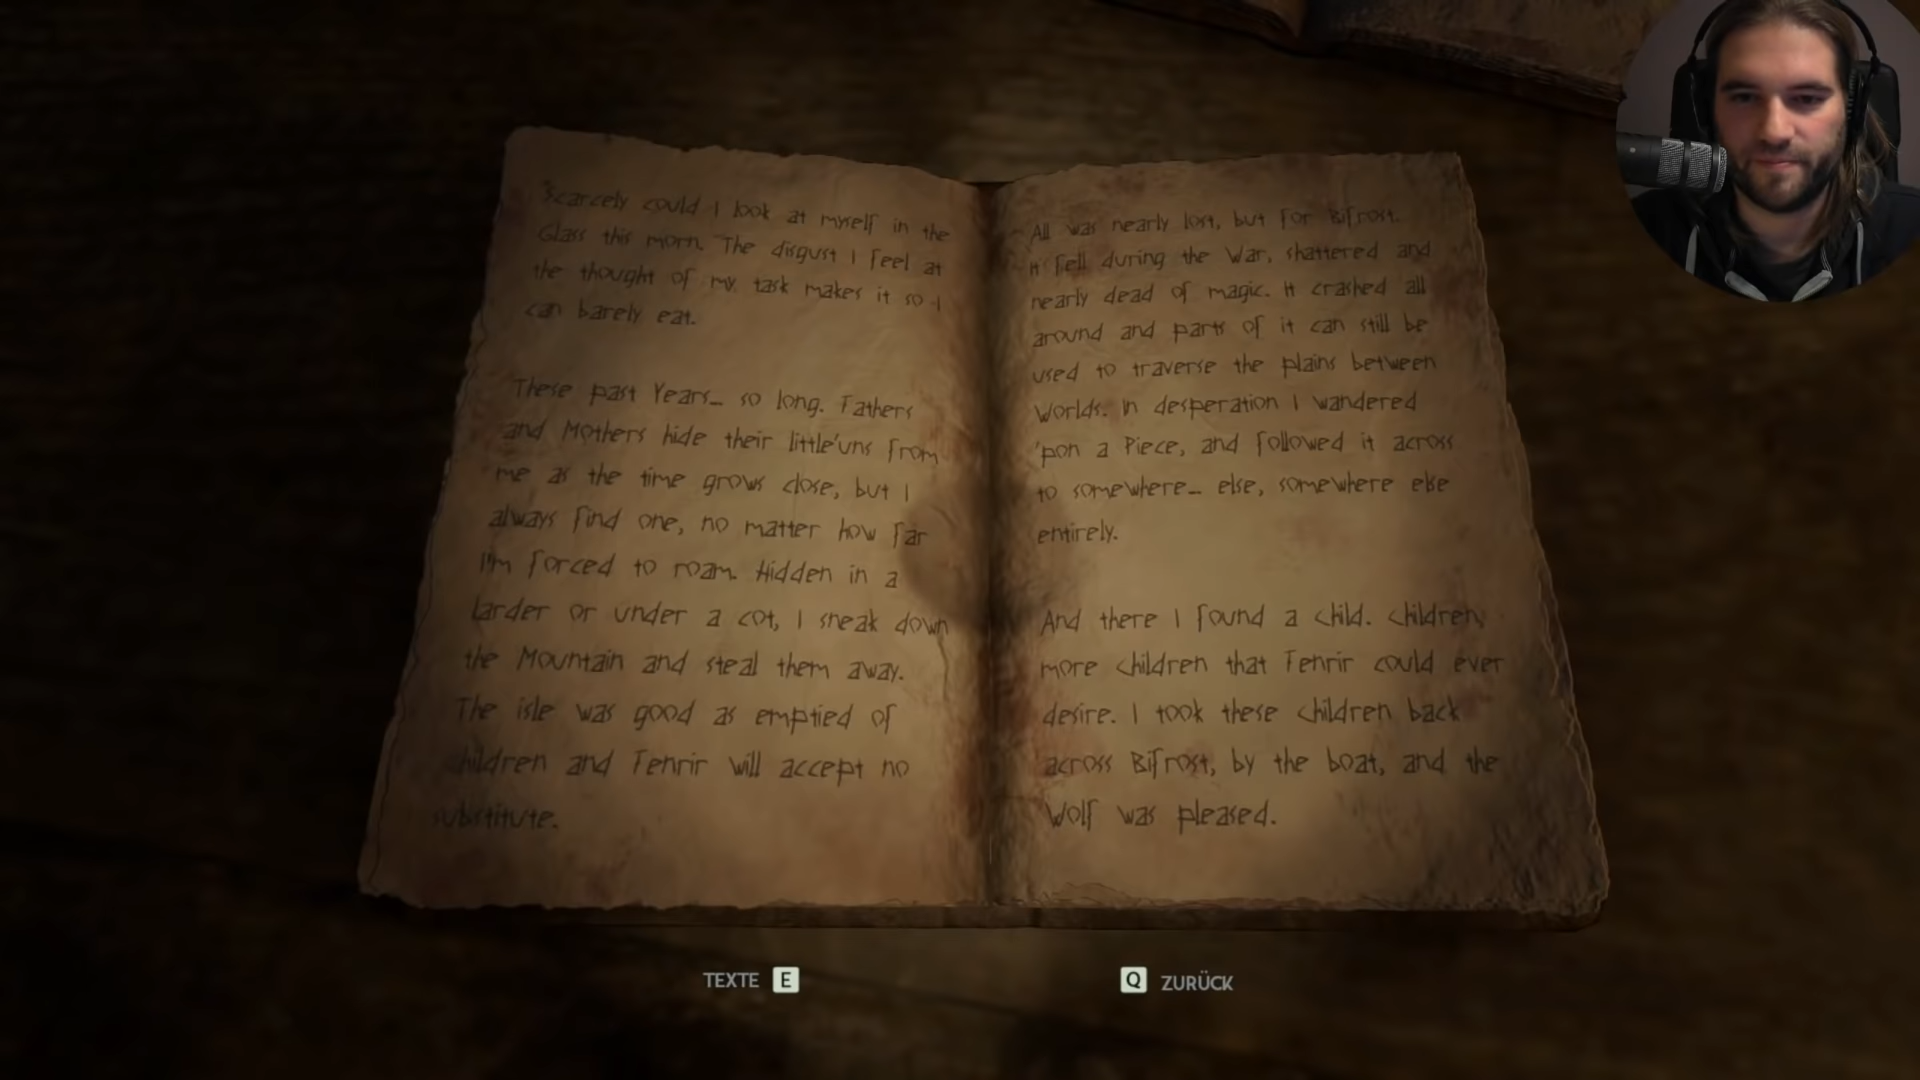 Scarcely could I look at myself in the
Glass this morn. The disgust I feel at
the thought of my task makes it so I
can barely eat.
These past Years... so long. Fathers
and Mothers hide their little'uns from
me as the time grows close, but I
always find one, no matter how far
I'm forced to roam. Hidden in a
larder or under a cot, I sneak down
the Mountain and steal them away.
The isle was good as emptied of
children and Fenrir will accept no
substitute.
All was nearly lost, but for Bifrost.
It fell during the War, shattered and
nearly dead of magic. It crashed all
around and parts of it can still be
used to traverse the plains between
Worlds. In desperation I wandered
'pon a Piece, and followed it across
to somewhere... else, somewhere else
entirely.
And there I found a child. Children,
more children that Fenrir could ever
desire. I took these children back
across Bifrost, by the boat, and the
Wolf was pleased.
TEXTE E
Q ZURÜCK